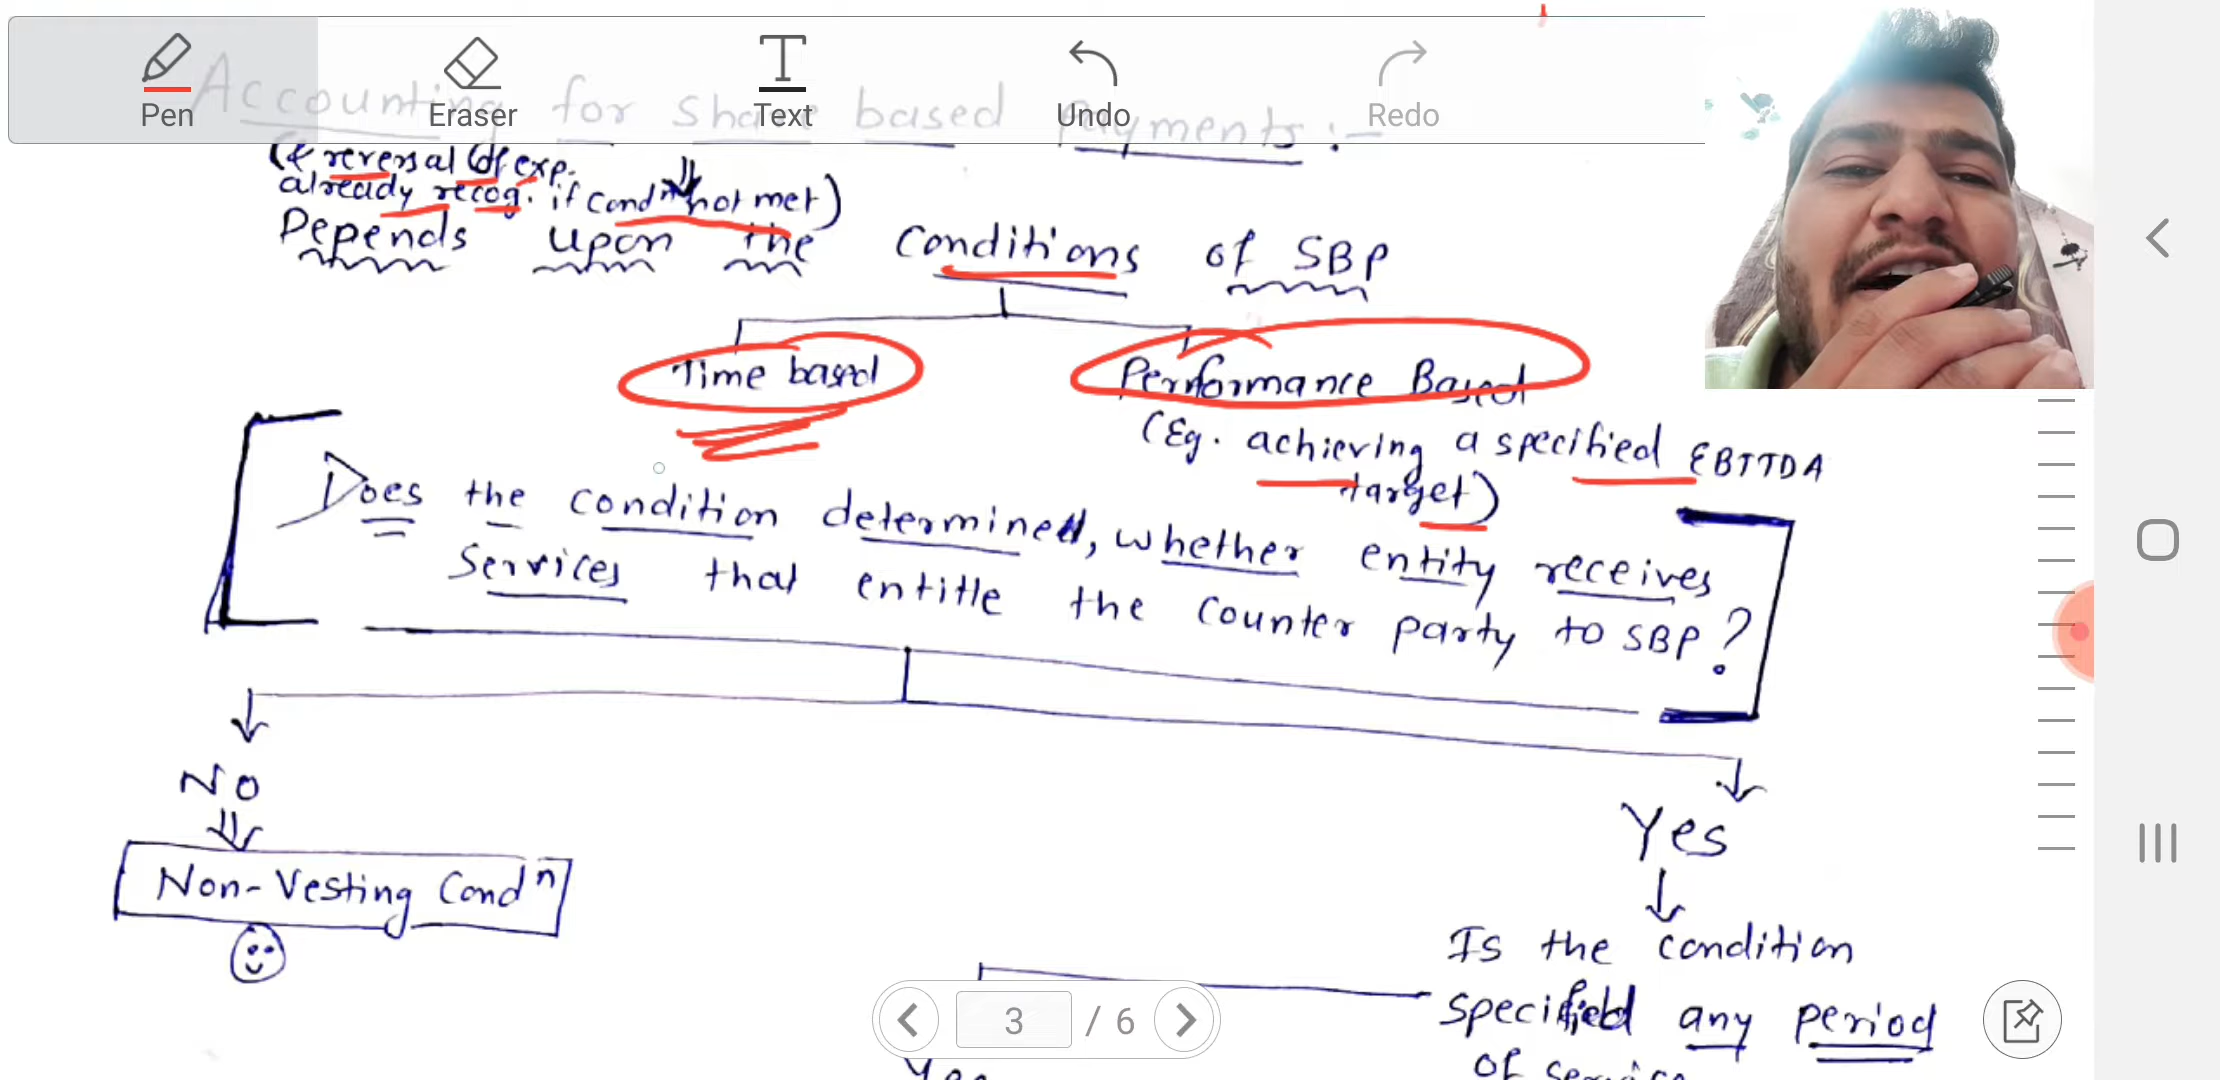 Pen Eraser Text Undo Redo
Accounting for share based payments :-
(& reversal of exp.
already recog. if condn not met)
Depends upon the Conditions of SBP
Time based Performance Based
(Eg. achieving a specified EBITDA
target)
Does the condition determined, whether entity receives
Services that entitle the Counter party to SBP?
No Yes
Non-Vesting Condn
Is the condition
specified any period
of service
3 / 6
Yes